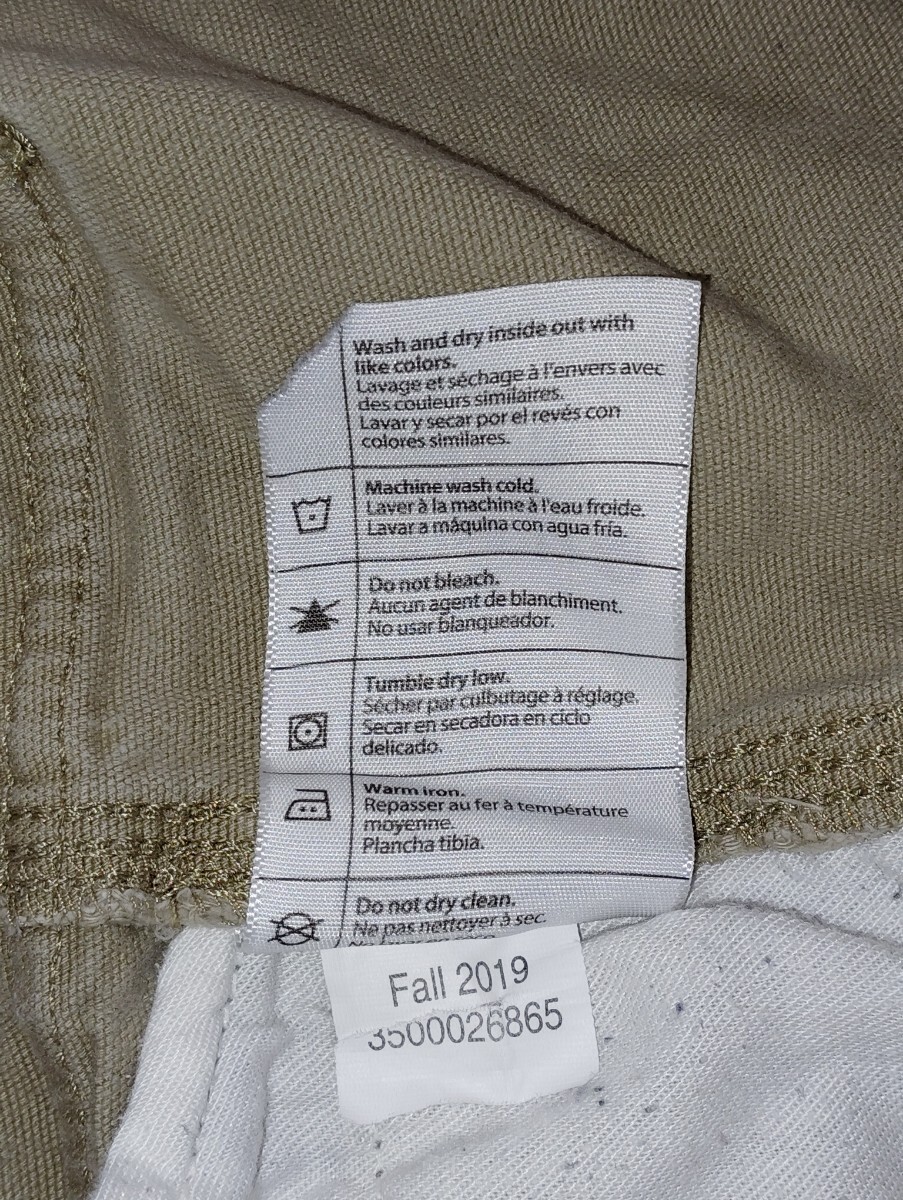 Wash and dry inside out with
like colors.
Lavage et séchage à l'envers avec
des couleurs similaires.
Lavar y secar por el revés con
colores similares.
Machine wash cold.
Laver à la machine à l'eau froide.
Lavar a máquina con agua fría.
Do not bleach.
Aucun agent de blanchiment.
No usar blanqueador.
Tumble dry low.
Sécher par culbutage à réglage.
Secar en secadora en ciclo
delicado.
Warm iron.
Repasser au fer à température
moyenne.
Plancha tibia.
Do not dry clean.
Ne pas nettoyer à sec
Fall 2019
3500026865